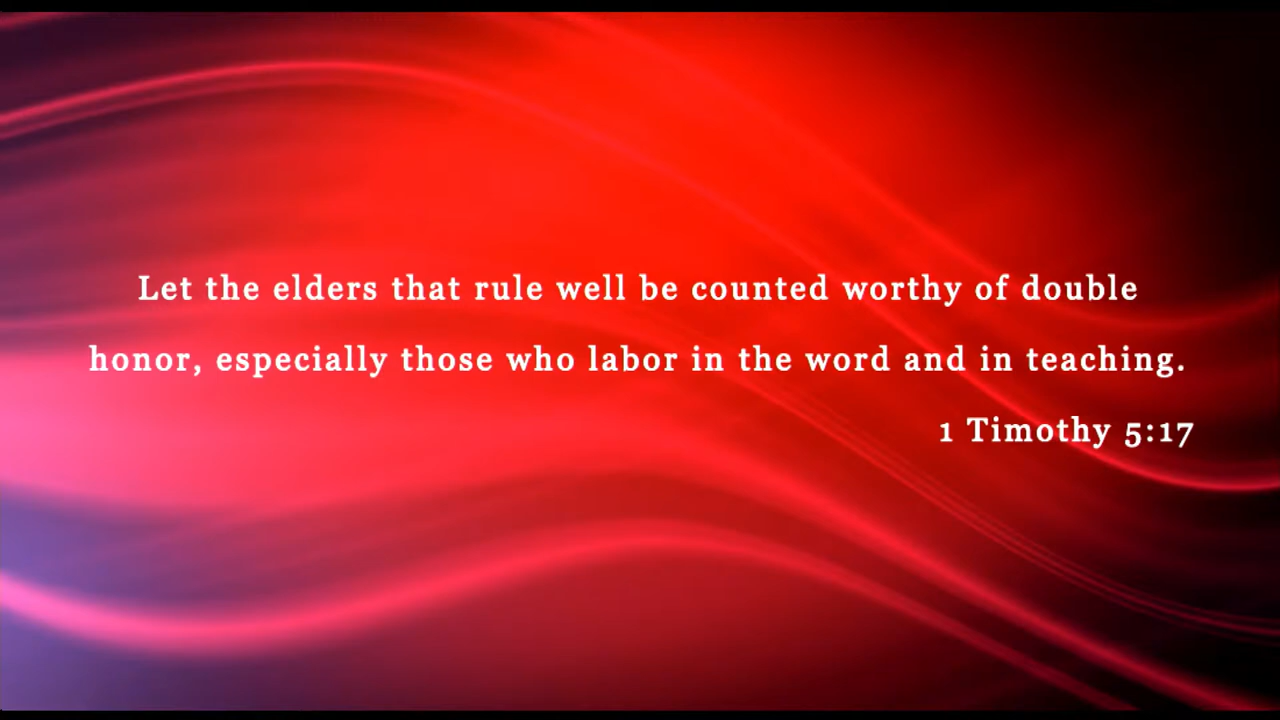 Let the elders that rule well be counted worthy of double
honor, especially those who labor in the word and in teaching.
1 Timothy 5:17